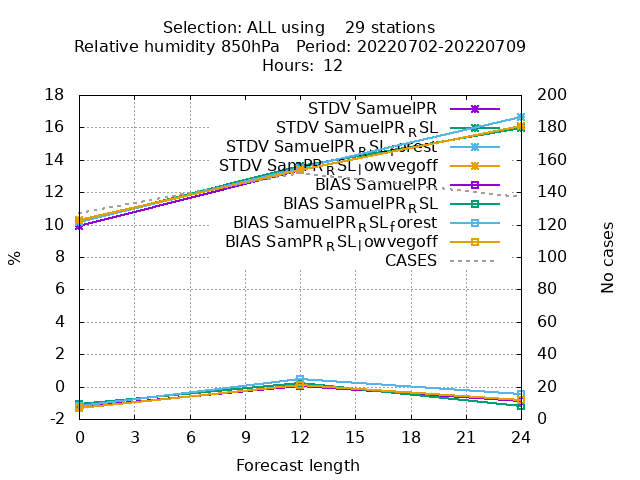 Selection: ALL using    29 stations
Relative humidity 850hPa   Period: 20220702-20220709
Hours:  12
STDV SamuelPR
STDV SamuelPR_RSL
STDV SamuelPR_RSL_forest
STDV SamPR_RSL_lowvegoff
BIAS SamuelPR
BIAS SamuelPR_RSL
BIAS SamuelPR_RSL_forest
BIAS SamPR_RSL_lowvegoff
CASES
18
16
14
12
10
8
6
4
2
0
-2
%
200
180
160
140
120
100
80
60
40
20
0
No cases
0 3 6 9 12 15 18 21 24
Forecast length